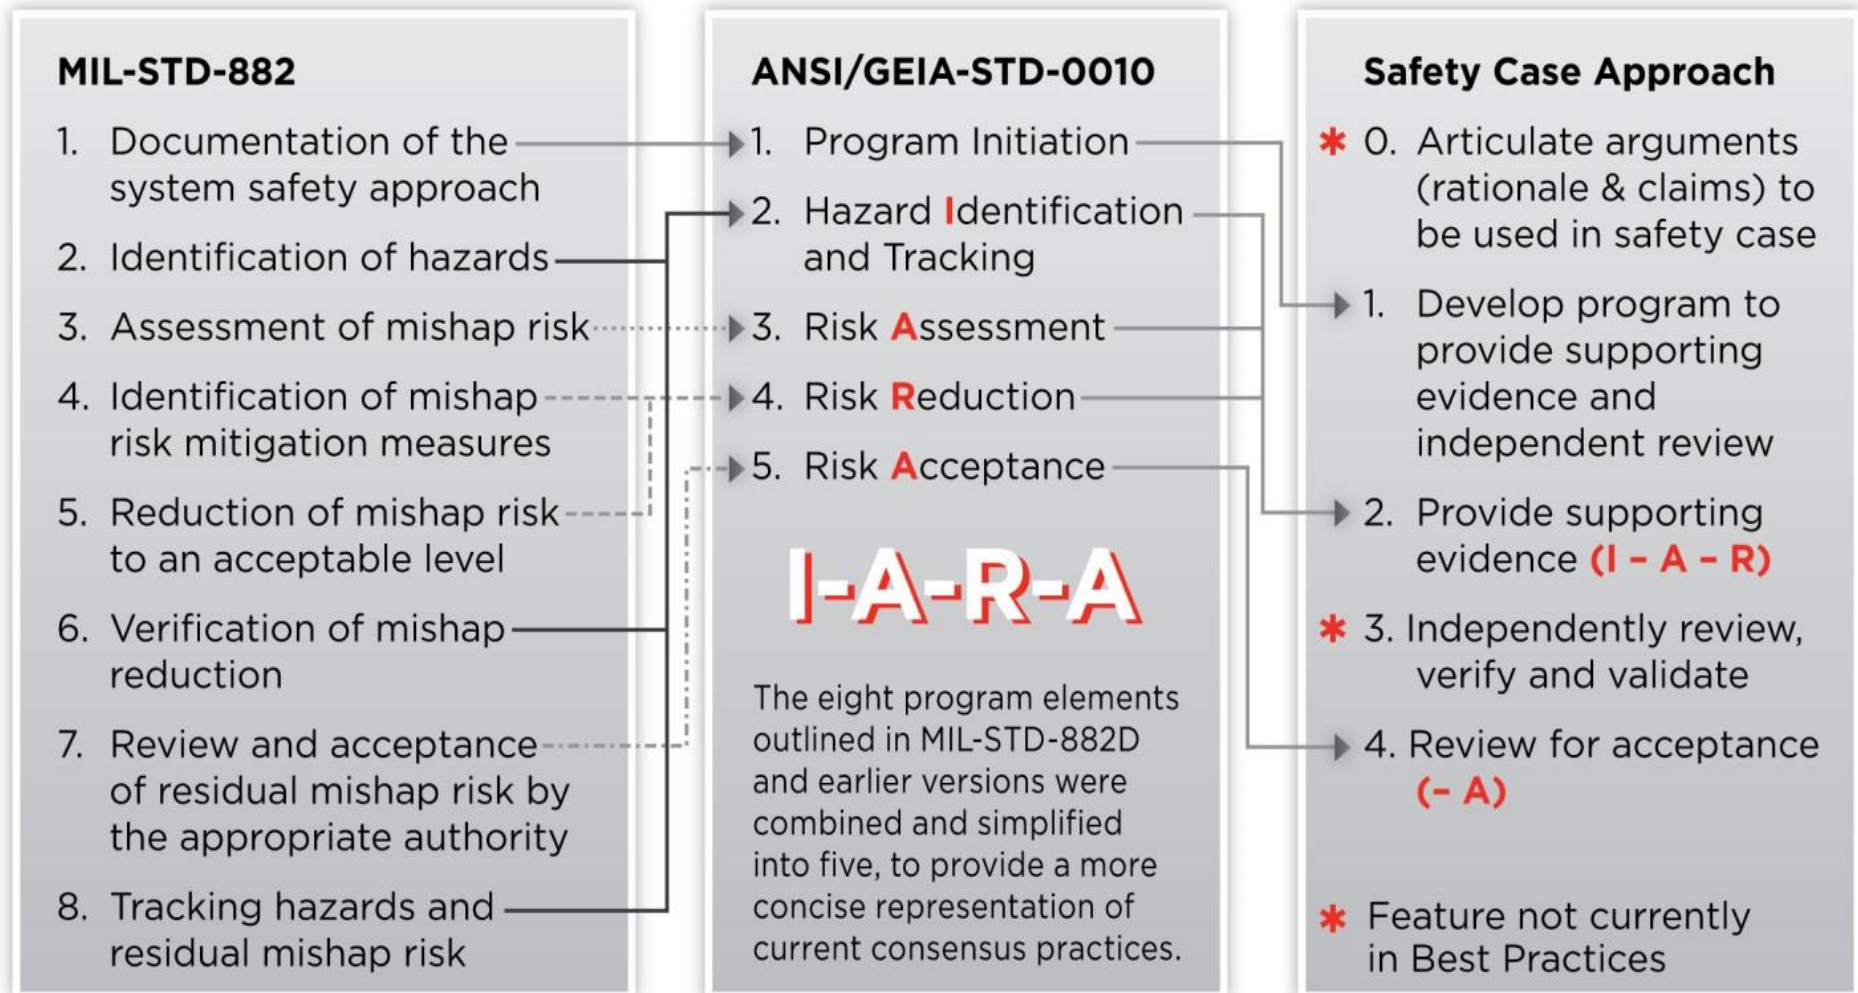 MIL-STD-882
1. Documentation of the
system safety approach
2. Identification of hazards
3. Assessment of mishap risk
4. Identification of mishap
risk mitigation measures
5. Reduction of mishap risk
to an acceptable level
6. Verification of mishap
reduction
7. Review and acceptance
of residual mishap risk by
the appropriate authority
8. Tracking hazards and
residual mishap risk
ANSI/GEIA-STD-0010
1. Program Initiation
2. Hazard Identification
and Tracking
3. Risk Assessment
4. Risk Reduction
5. Risk Acceptance
I-A-R-A
The eight program elements
outlined in MIL-STD-882D
and earlier versions were
combined and simplified
into five, to provide a more
concise representation of
current consensus practices.
Safety Case Approach
* 0. Articulate arguments
(rationale & claims) to
be used in safety case
1. Develop program to
provide supporting
evidence and
independent review
2. Provide supporting
evidence (I – A – R)
* 3. Independently review,
verify and validate
4. Review for acceptance
(– A)
* Feature not currently
in Best Practices